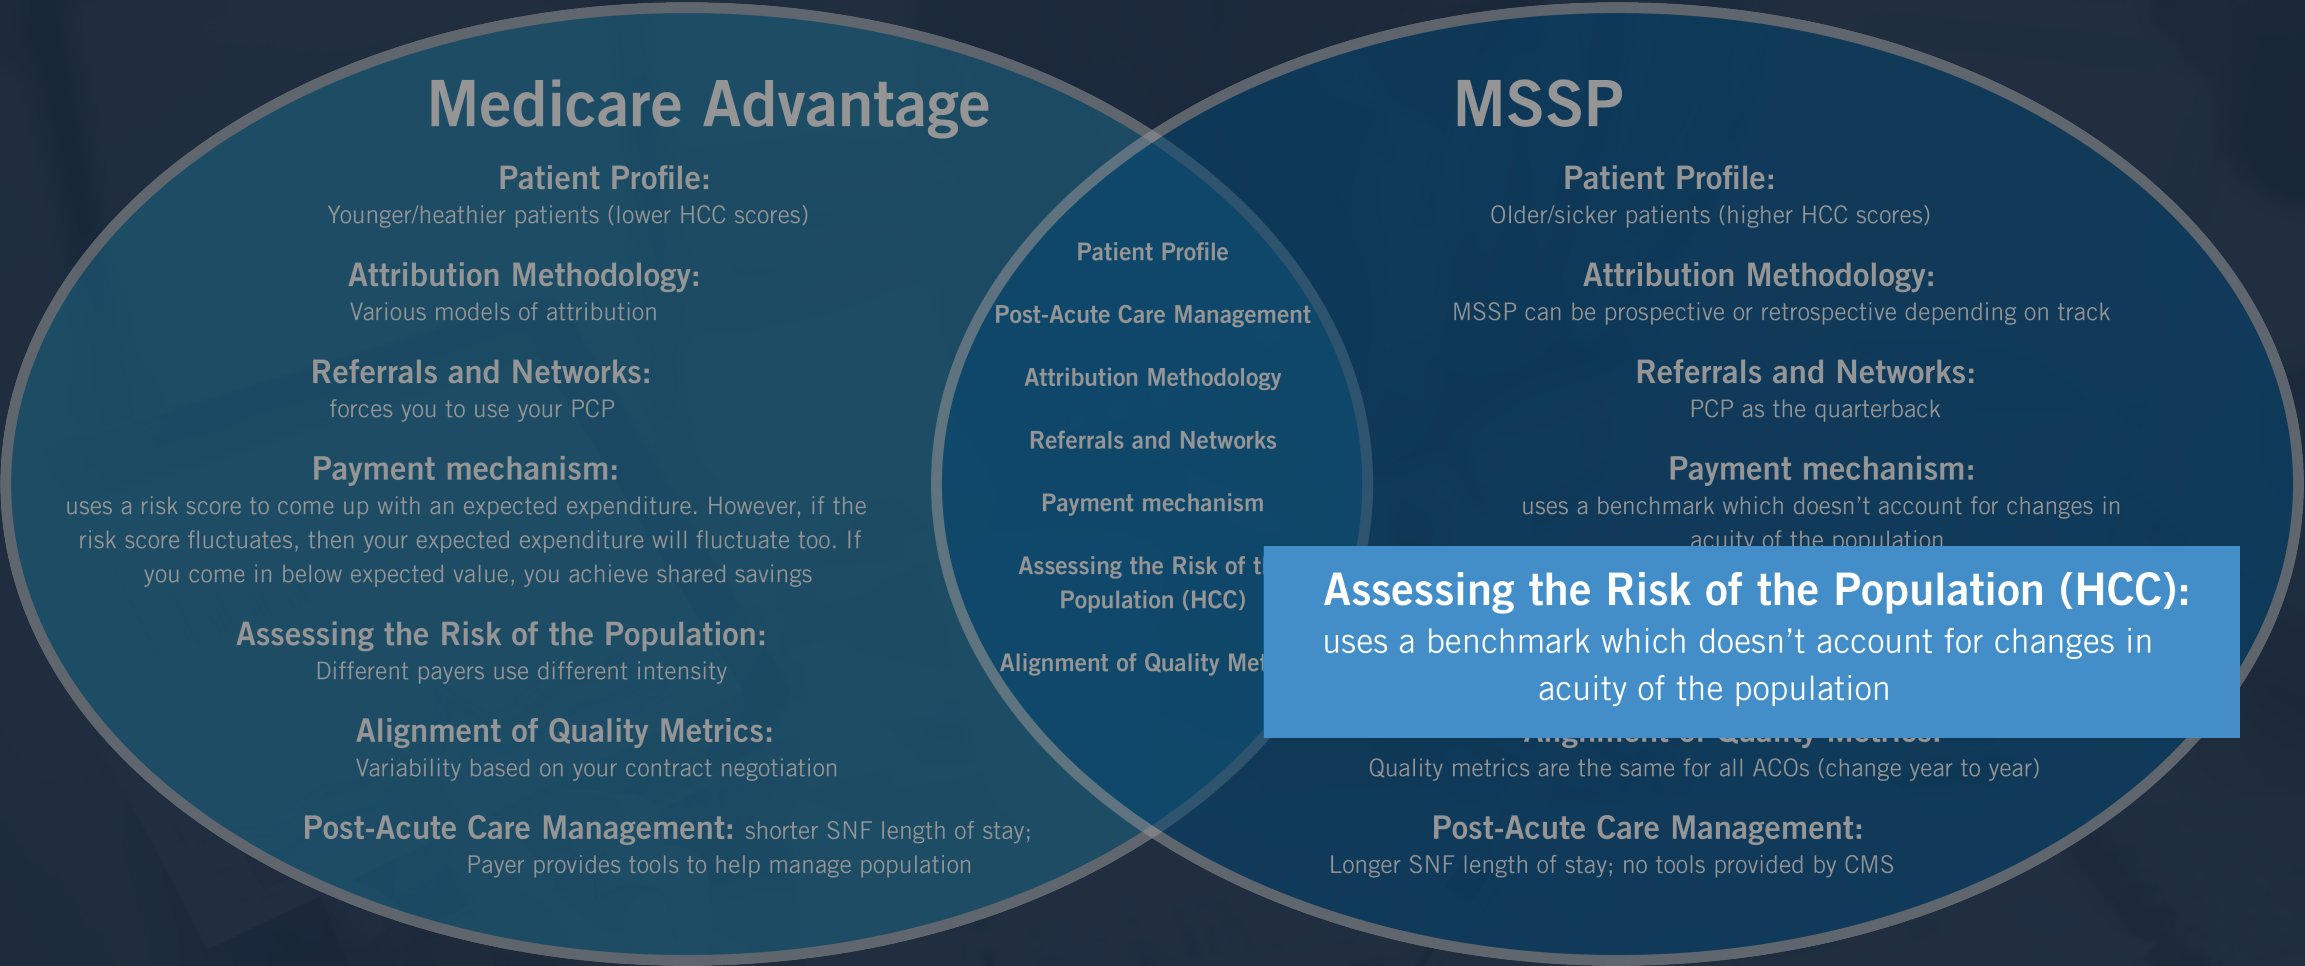 Medicare Advantage
Patient Profile:
Younger/heathier patients (lower HCC scores)
Attribution Methodology:
Various models of attribution
Referrals and Networks:
forces you to use your PCP
Payment mechanism:
uses a risk score to come up with an expected expenditure. However, if the
risk score fluctuates, then your expected expenditure will fluctuate too. If
you come in below expected value, you achieve shared savings
Assessing the Risk of the Population:
Different payers use different intensity
Alignment of Quality Metrics:
Variability based on your contract negotiation
Post-Acute Care Management: shorter SNF length of stay;
Payer provides tools to help manage population
Patient Profile
Post-Acute Care Management
Attribution Methodology
Referrals and Networks
Payment mechanism
Assessing the Risk of
Population (HCC)
Alignment of Quality
MSSP
Patient Profile:
Older/sicker patients (higher HCC scores)
Attribution Methodology:
MSSP can be prospective or retrospective depending on track
Referrals and Networks:
PCP as the quarterback
Payment mechanism:
uses a benchmark which doesn't account for changes in
acuity of the population
Assessing the Risk of the Population (HCC):
uses a benchmark which doesn't account for changes in
acuity of the population
Alignment of Quality Metrics:
Quality metrics are the same for all ACOs (change year to year)
Post-Acute Care Management:
Longer SNF length of stay; no tools provided by CMS